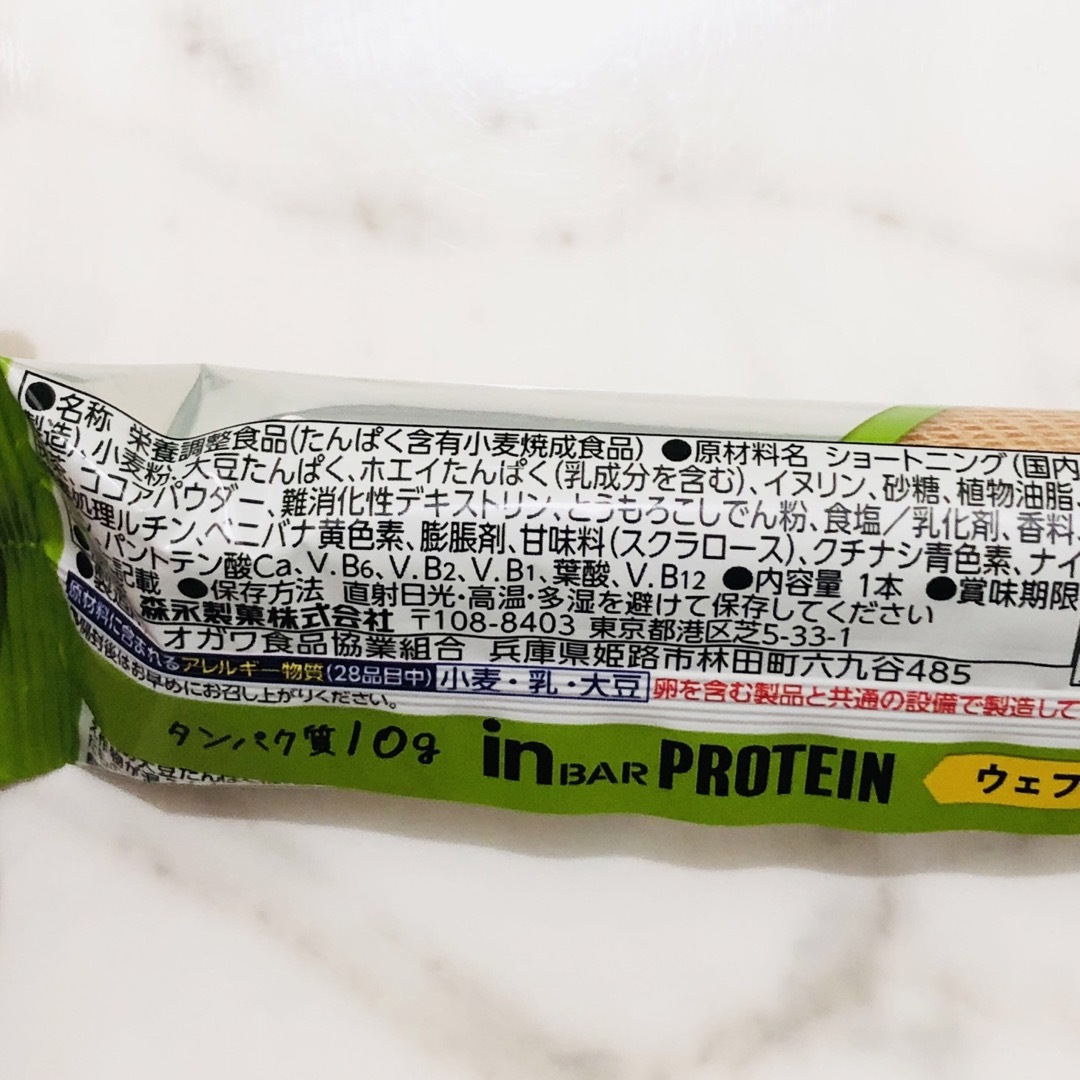 ●名称 栄養調整食品(たんぱく含有小麦焼成食品) ●原材料名 ショートニング(国内
製造)、小麦粉、大豆たんぱく、ホエイたんぱく(乳成分を含む)、イヌリン、砂糖、植物油脂、
ココアパウダー、難消化性デキストリン、とうもろこしでん粉、食塩/乳化剤、香料、
処理ルチン、ベニバナ黄色素、膨脹剤、甘味料(スクラロース)、クチナシ青色素、ナイ
パントテン酸Ca、V.B6、V.B2、V.B1、葉酸、V.B12 ●内容量 1本 ●賞味期限
記載 ●保存方法 直射日光・高温・多湿を避けて保存してください
森永製菓株式会社 〒108-8403 東京都港区芝5-33-1
オガワ食品協業組合 兵庫県姫路市林田町六九谷485
原材料に含まれるアレルギー物質(28品目中) 小麦・乳・大豆 卵を含む製品と共通の設備で製造して
開封後はお早めにお召し上がりください。
タンパク質10g in BAR PROTEIN ウェフ